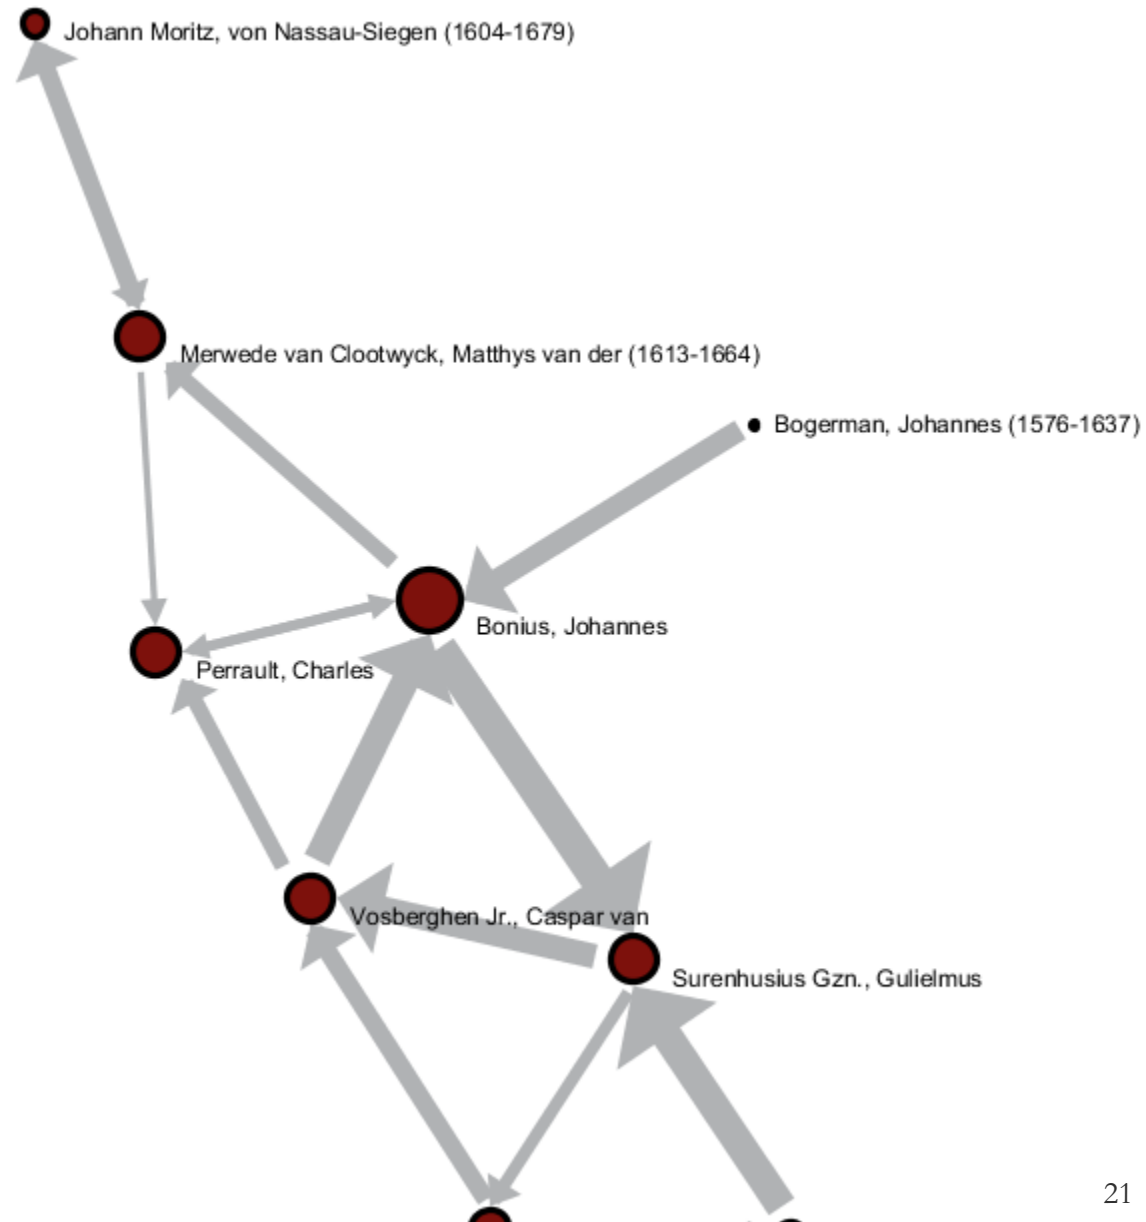 Johann Moritz, von Nassau-Siegen (1604-1679)
Merwede van Clootwyck, Matthys van der (1613-1664)
Bogerman, Johannes (1576-1637)
Bonius, Johannes
Perrault, Charles
Vosberghen Jr., Caspar van
Surenhusius Gzn., Gulielmus
21